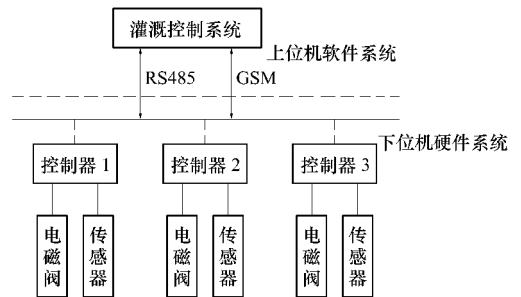 灌溉控制系统
上位机软件系统
RS485
GSM
下位机硬件系统
控制器 1
控制器 2
控制器 3
电磁阀
传感器
电磁阀
传感器
电磁阀
传感器